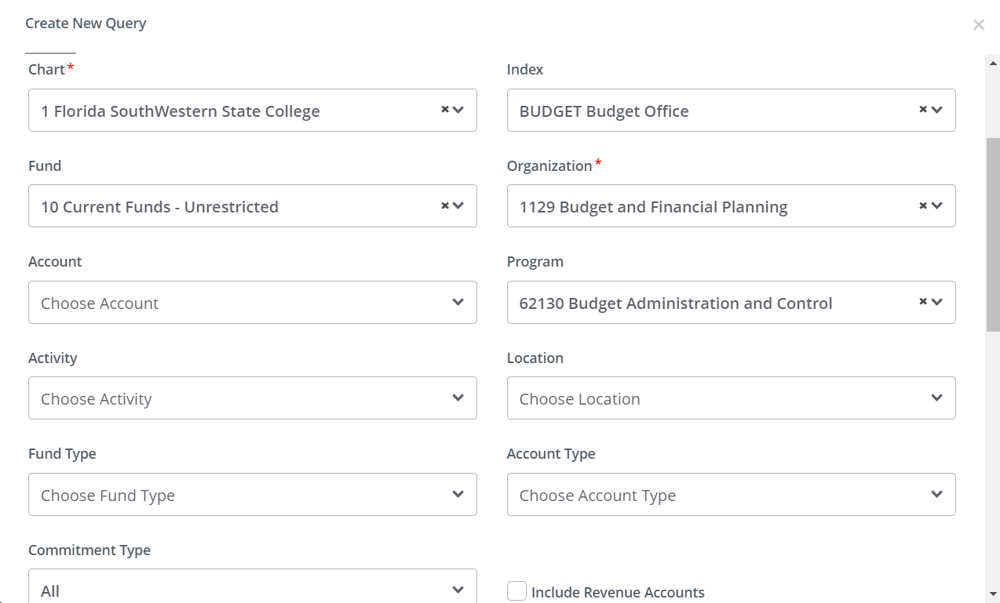 Create New Query
Chart*
Index
1 Florida SouthWestern State College
BUDGET Budget Office
Fund
Organization*
10 Current Funds - Unrestricted
1129 Budget and Financial Planning
Account
Program
Choose Account
62130 Budget Administration and Control
Activity
Location
Choose Activity
Choose Location
Fund Type
Account Type
Choose Fund Type
Choose Account Type
Commitment Type
All
Include Revenue Accounts